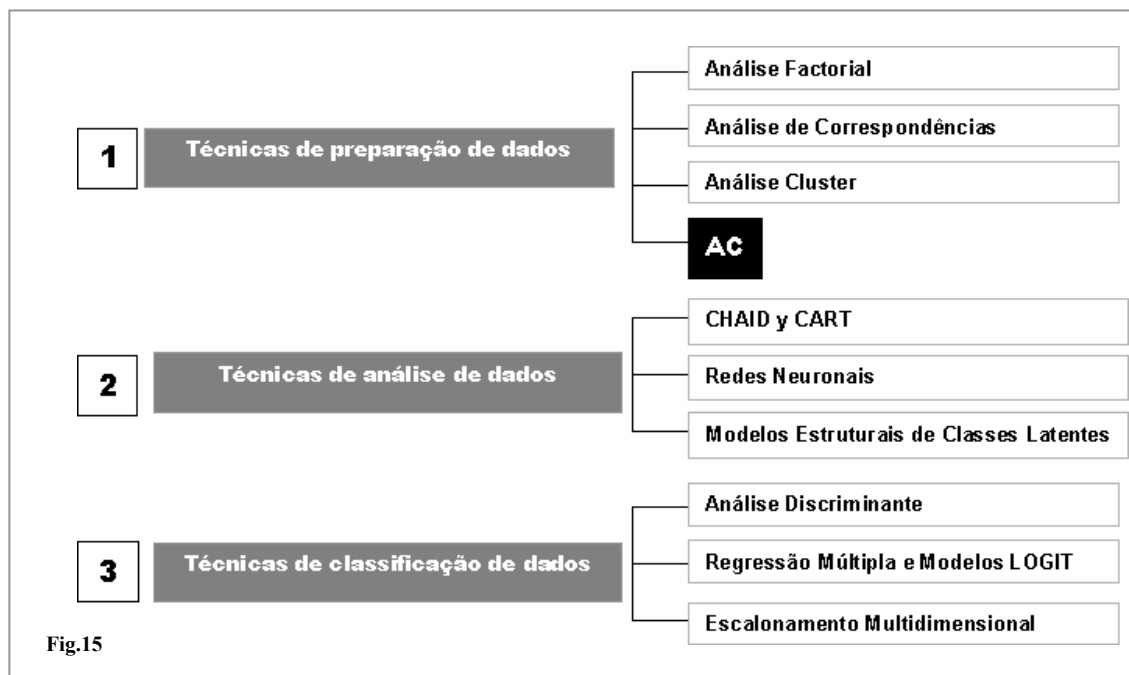 1
Técnicas de preparação de dados
Análise Factorial
Análise de Correspondências
Análise Cluster
AC
2
Técnicas de análise de dados
CHAID y CART
Redes Neuronais
Modelos Estruturais de Classes Latentes
3
Técnicas de classificação de dados
Análise Discriminante
Regressão Múltipla e Modelos LOGIT
Escalonamento Multidimensional
Fig.15